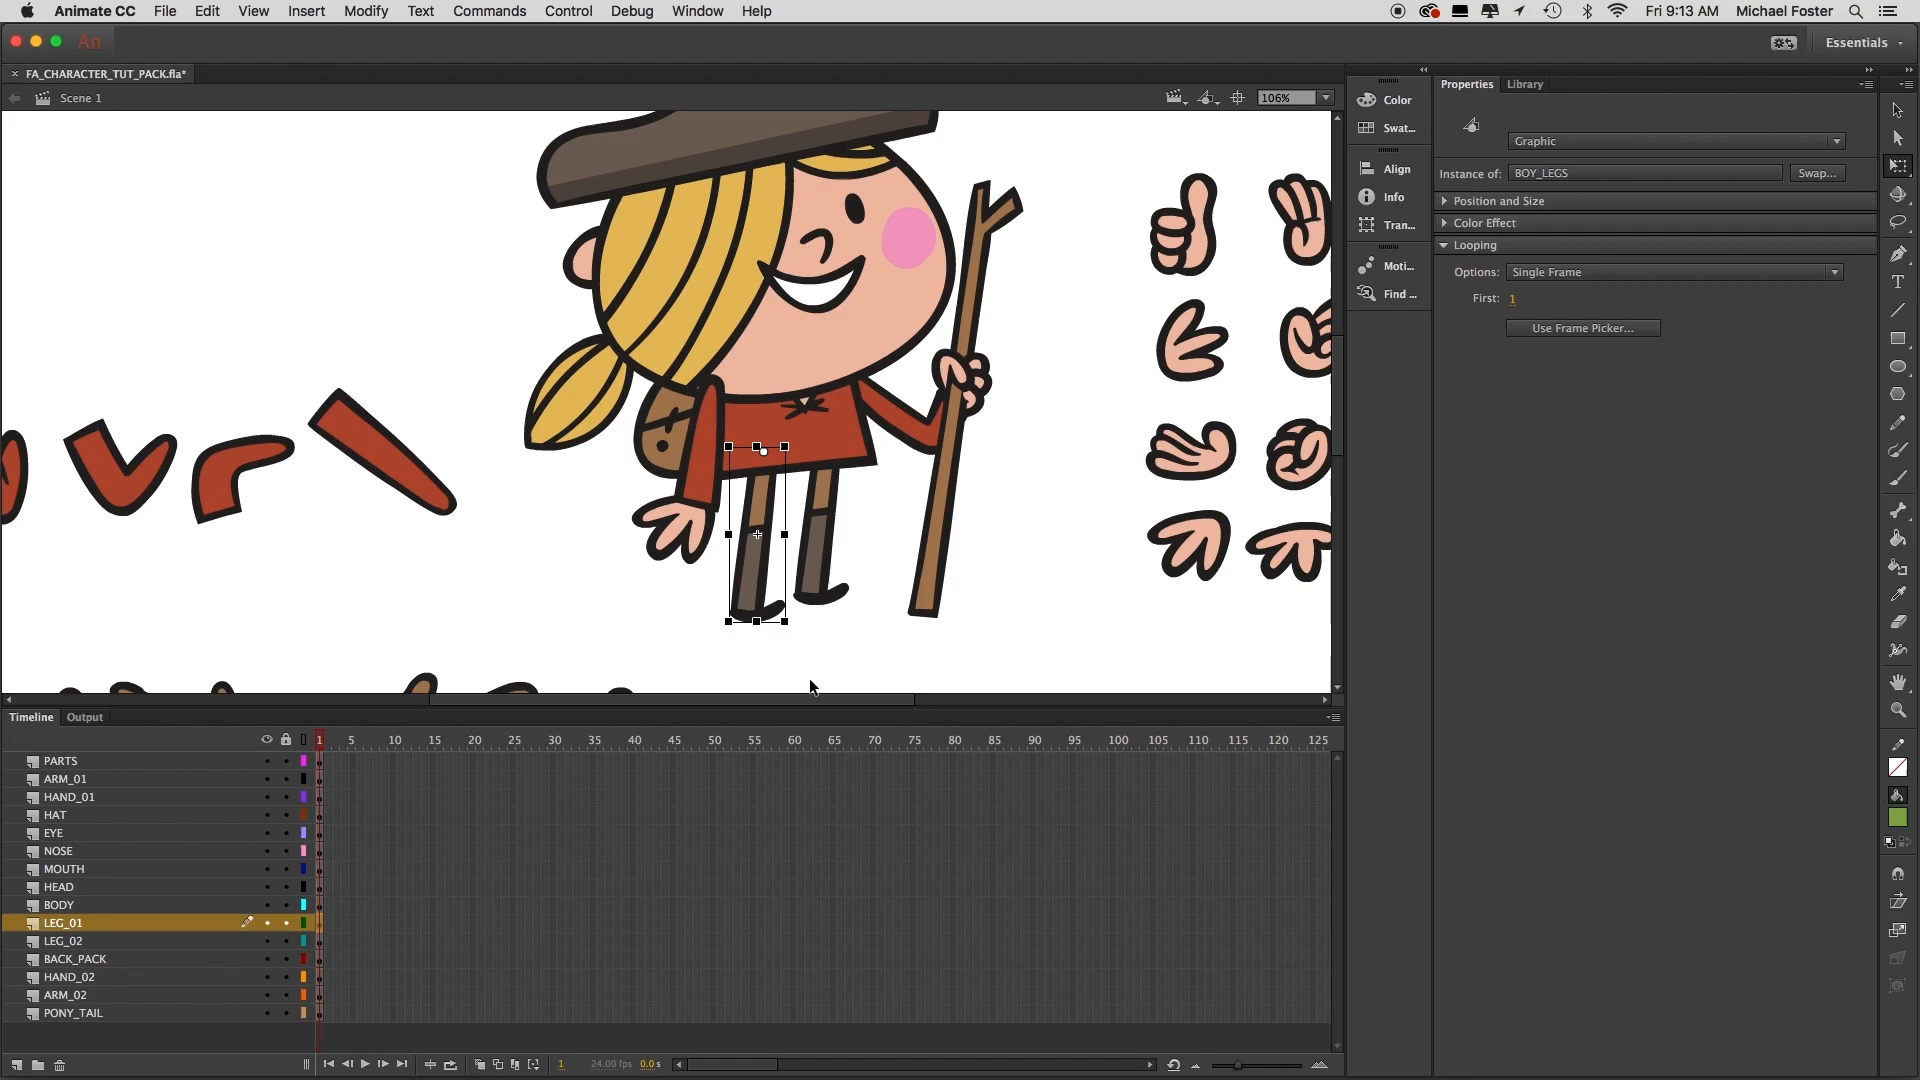 Animate CC File Edit View Insert Modify Text Commands Control Debug Window Help Fri 9:13 AM Michael Foster
An Essentials
× FA_CHARACTER_TUT_PACK.fla*
Scene 1 106%
Properties Library
Color
Swat...
Align
Info
Tran...
Moti...
Find ...
Graphic
Instance of: BOY_LEGS Swap...
Position and Size
Color Effect
Looping
Options: Single Frame
First: 1
Use Frame Picker...
Timeline Output
1 5 10 15 20 25 30 35 40 45 50 55 60 65 70 75 80 85 90 95 100 105 110 115 120 125
PARTS
ARM_01
HAND_01
HAT
EYE
NOSE
MOUTH
HEAD
BODY
LEG_01
LEG_02
BACK_PACK
HAND_02
ARM_02
PONY_TAIL
1 24.00 fps 0.0 s